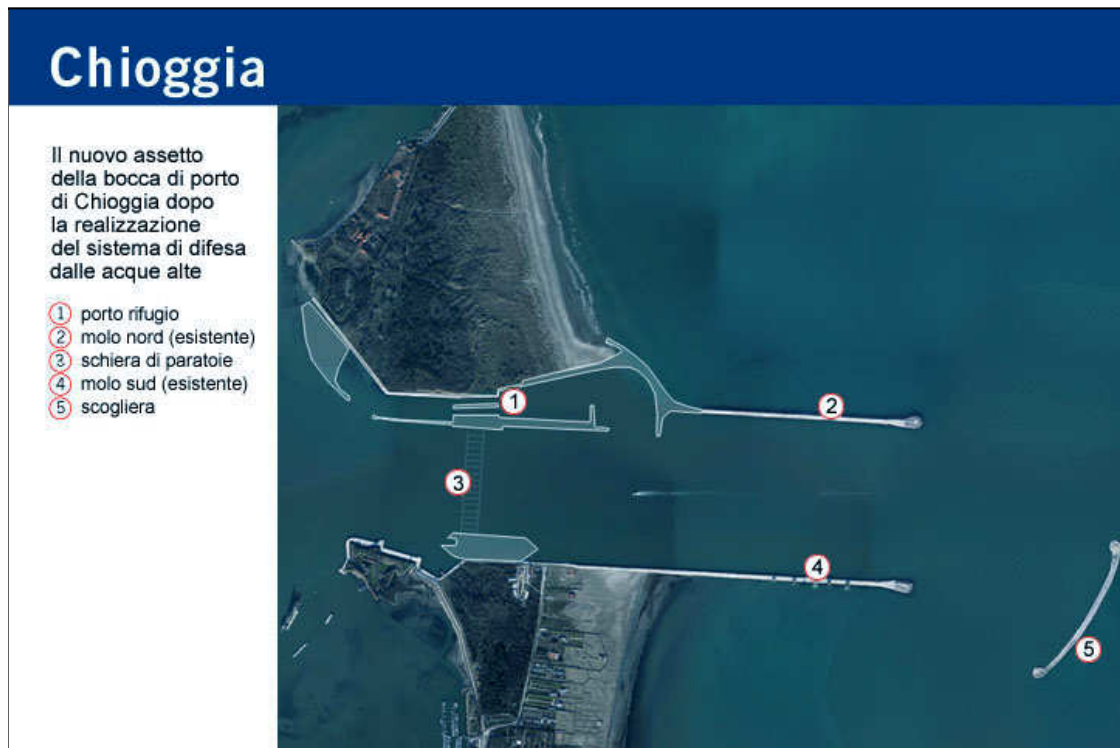 Chioggia
Il nuovo assetto
della bocca di porto
di Chioggia dopo
la realizzazione
del sistema di difesa
dalle acque alte
1 porto rifugio
2 molo nord (esistente)
3 schiera di paratoie
4 molo sud (esistente)
5 scogliera
1
2
3
4
5